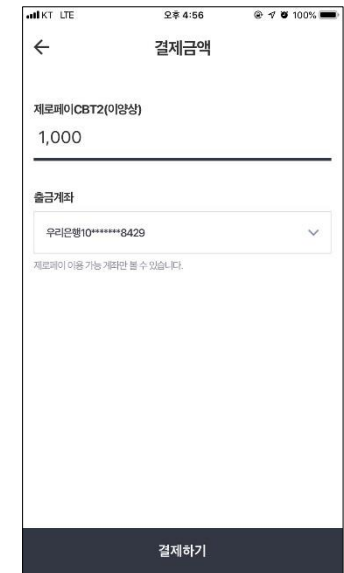 KT LTE 오후 4:56 100%
결제금액
제로페이CBT2(이양상)
1,000
출금계좌
우리은행10*******8429
제로페이 이용 가능 계좌만 볼 수 있습니다.
결제하기